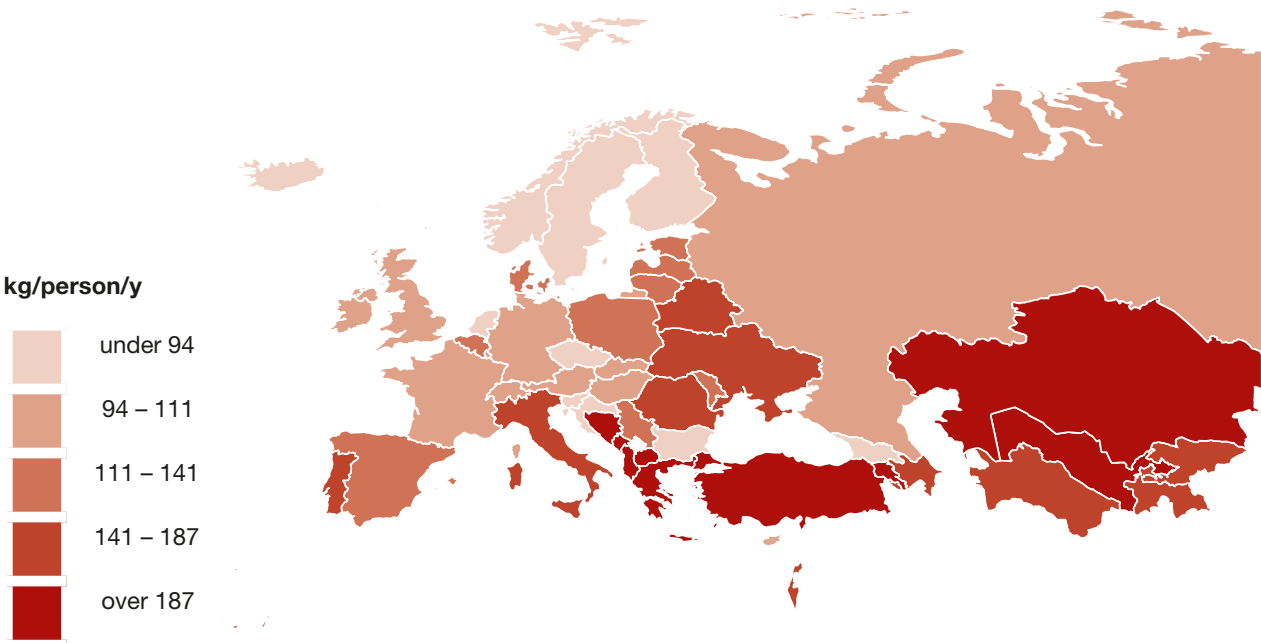 kg/person/y
under 94
94 – 111
111 – 141
141 – 187
over 187